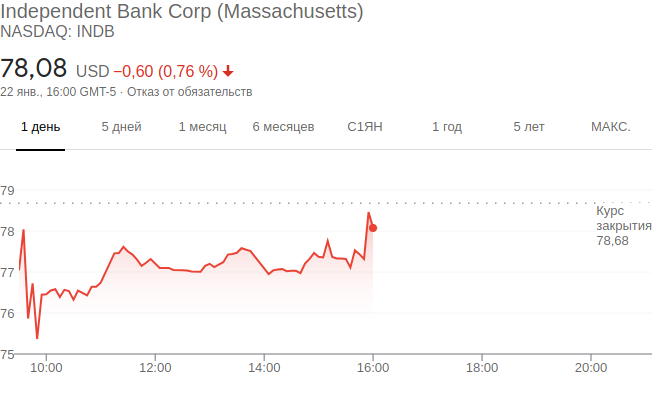 Independent Bank Corp (Massachusetts)
NASDAQ: INDB
78,08 USD −0,60 (0,76 %)
22 янв., 16:00 GMT-5 · Отказ от обязательств
1 день 5 дней 1 месяц 6 месяцев С1ЯН 1 год 5 лет МАКС.
79
Курс
закрытия
78,68
78
77
76
75
10:00 12:00 14:00 16:00 18:00 20:00